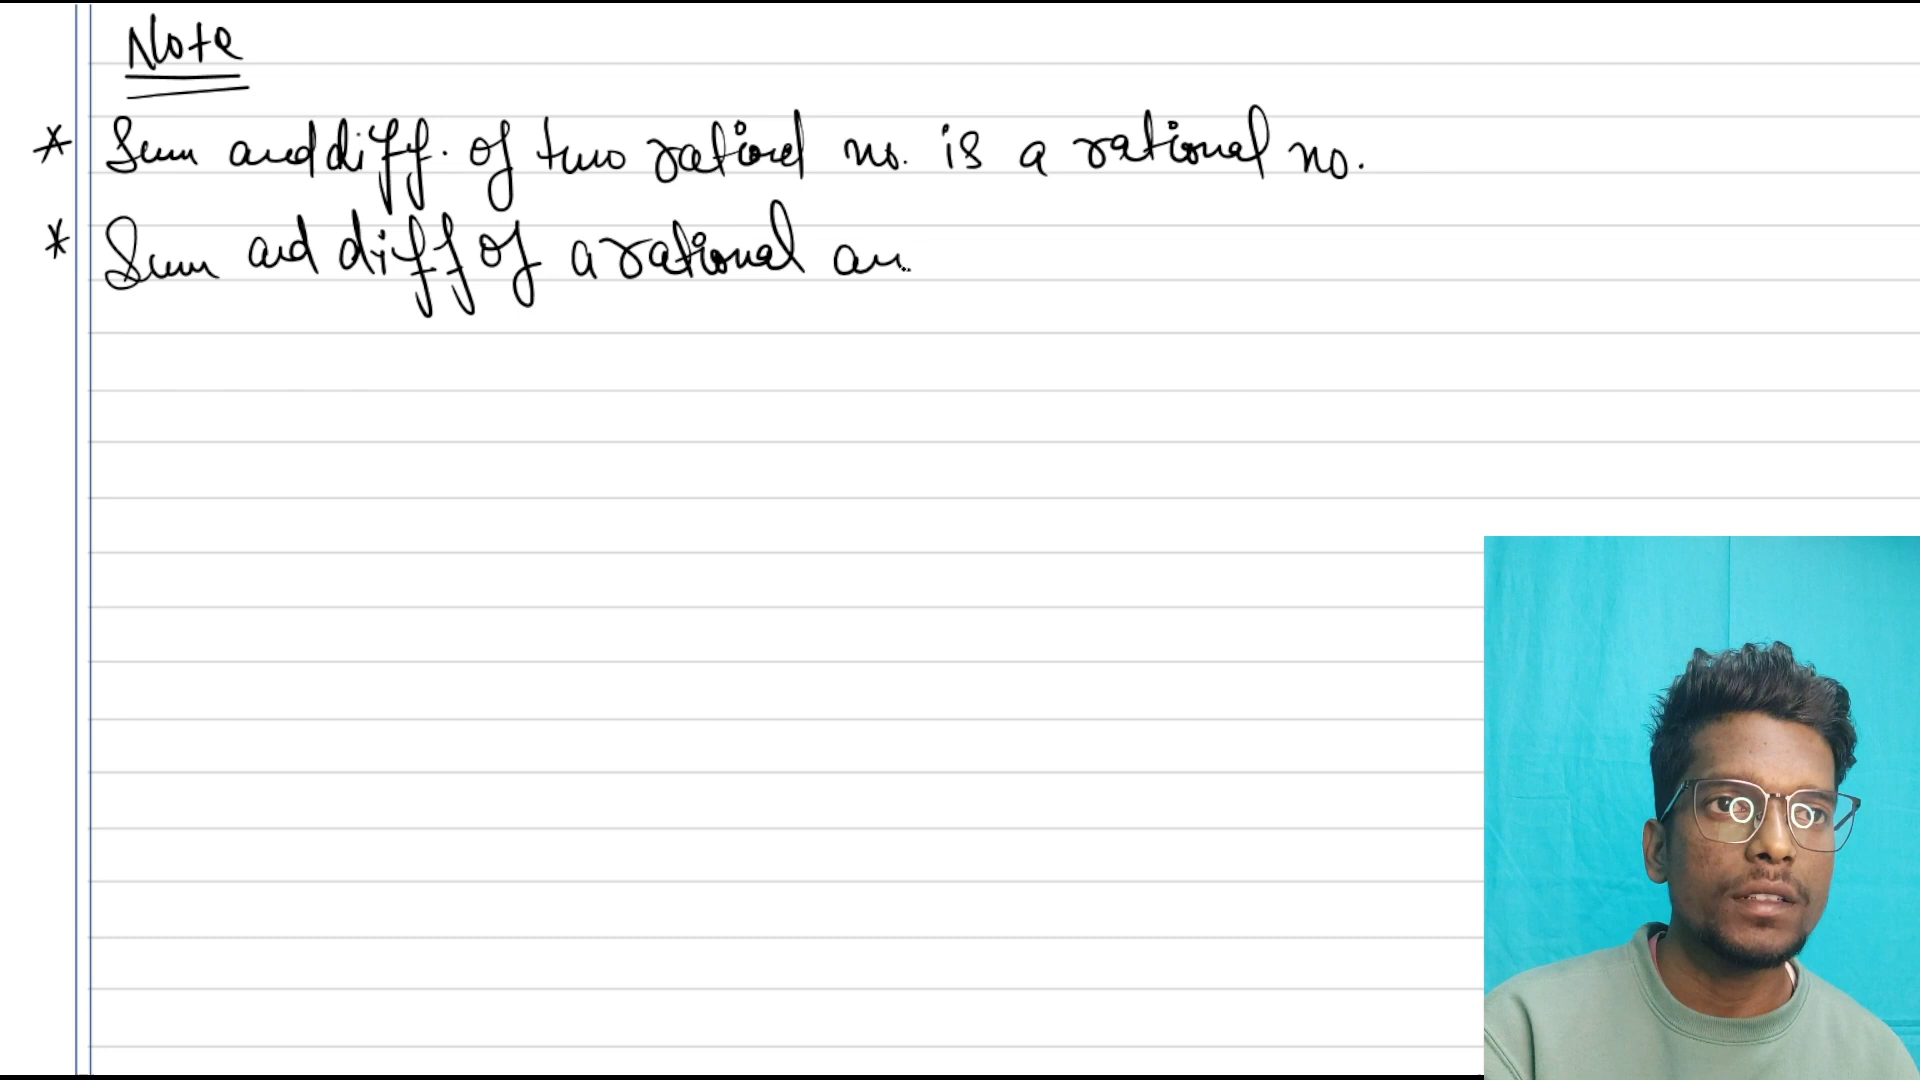 Note
* Sum and diff. of two rational no. is a rational no.
* Sum and diff of a rational an